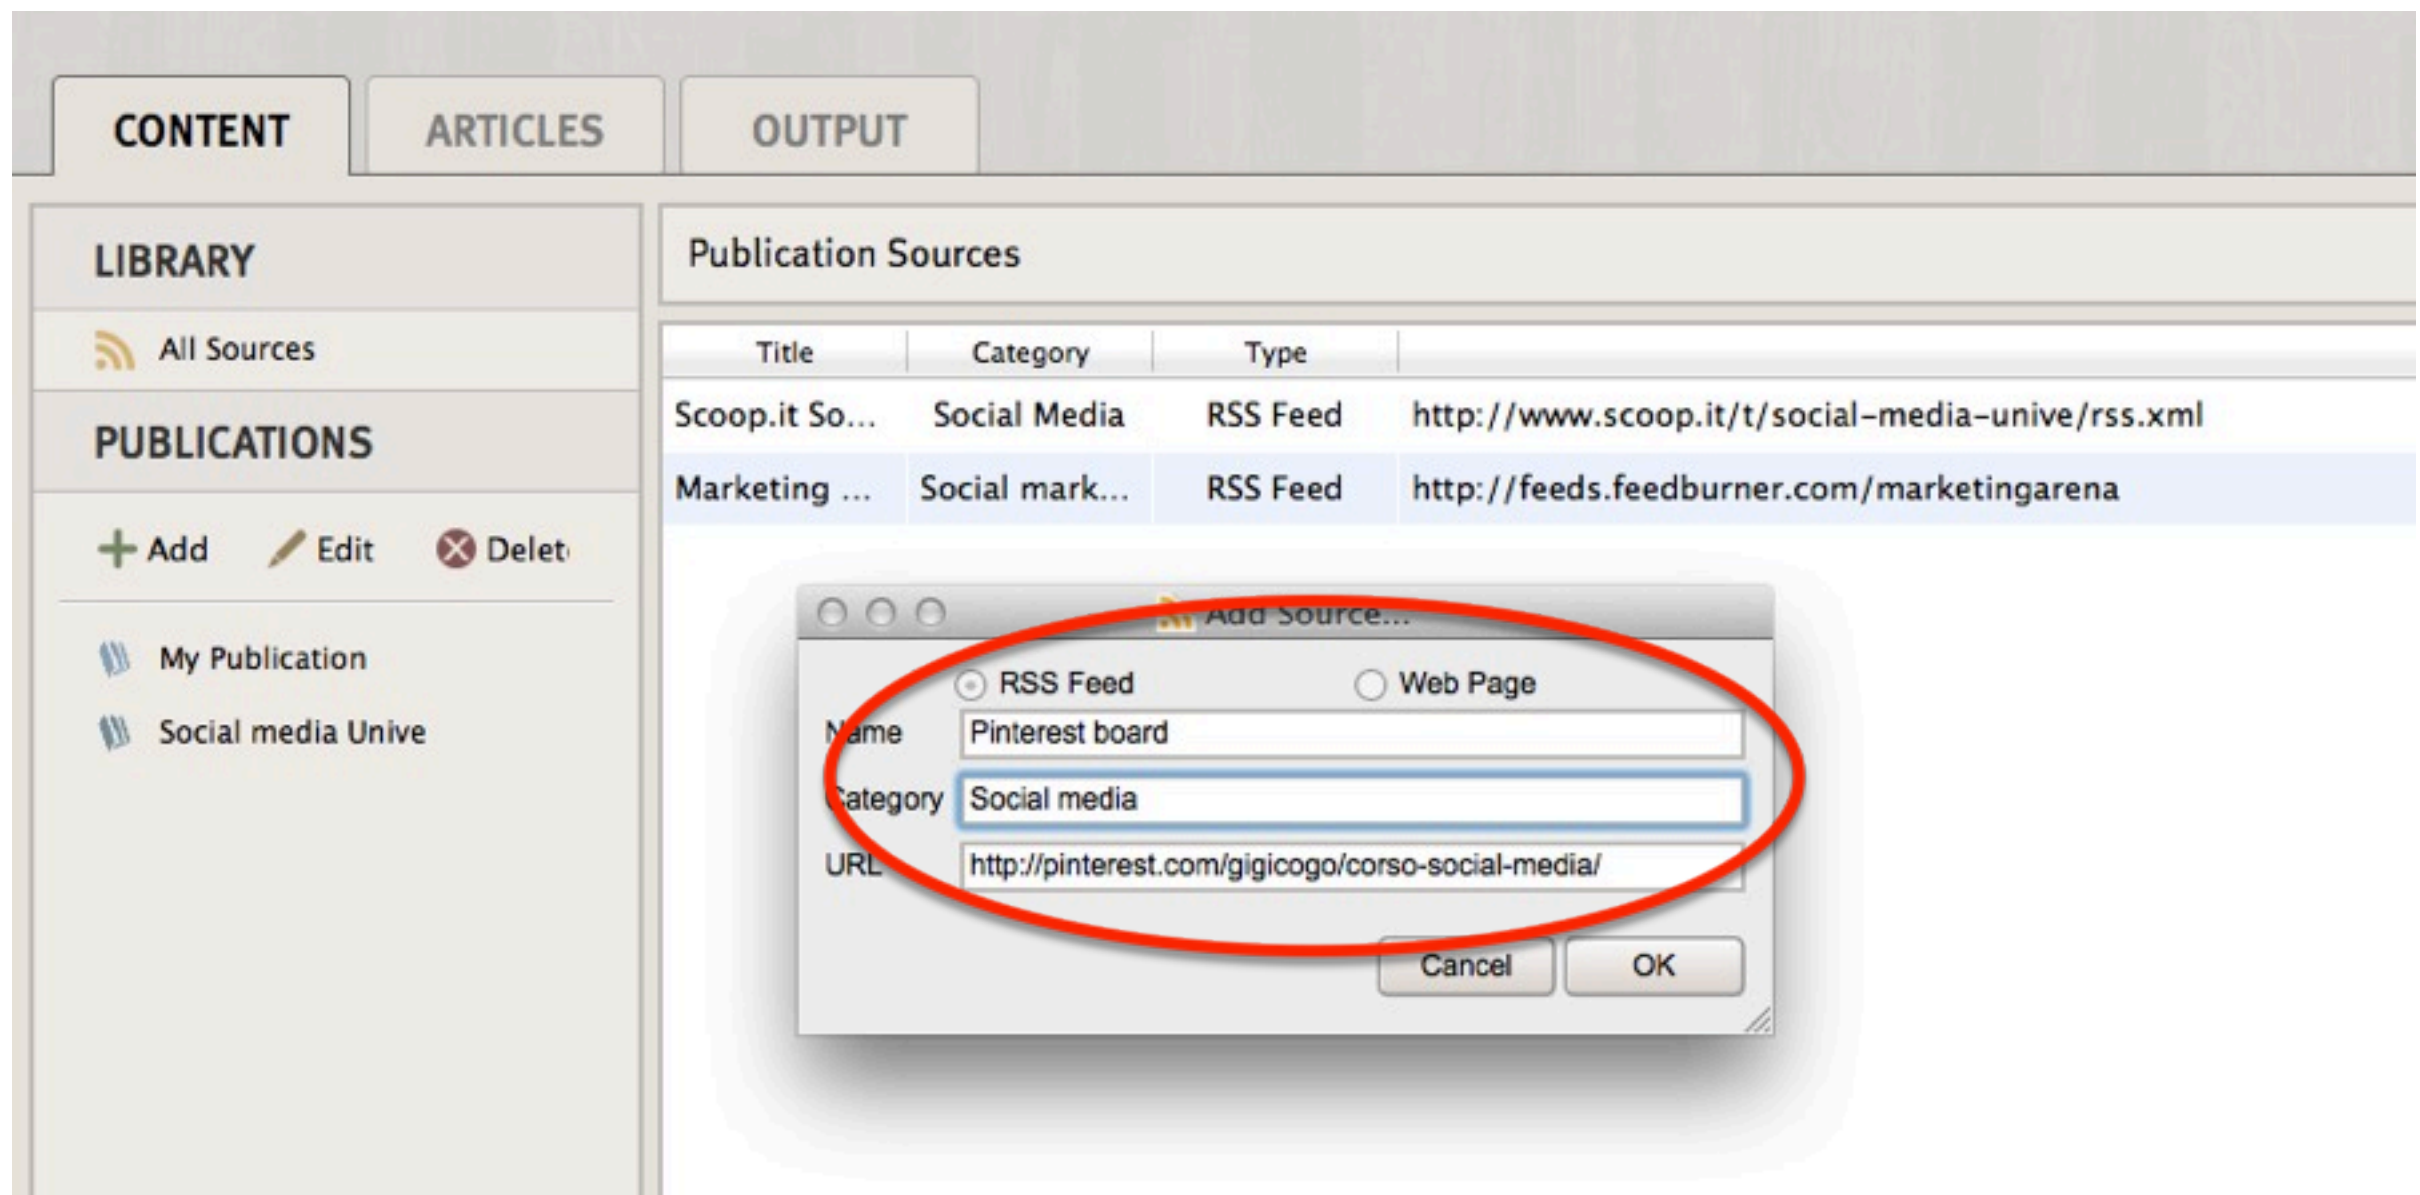 CONTENT ARTICLES OUTPUT
LIBRARY
All Sources
PUBLICATIONS
Add Edit Delet
My Publication
Social media Unive
Publication Sources
Title Category Type
Scoop.it So... Social Media RSS Feed http://www.scoop.it/t/social-media-unive/rss.xml
Marketing ... Social mark... RSS Feed http://feeds.feedburner.com/marketingarena
Add Source...
RSS Feed Web Page
Name Pinterest board
Category Social media
URL http://pinterest.com/gigicogo/corso-social-media/
Cancel OK